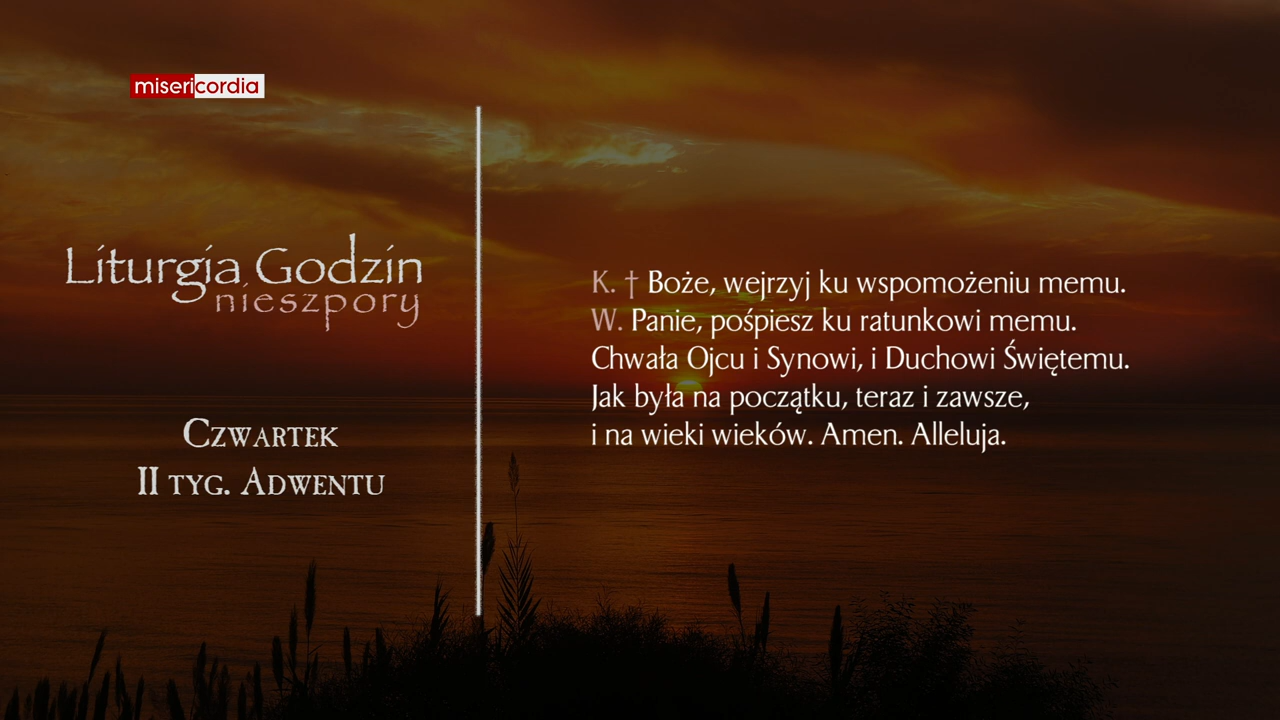 misericordia
Liturgia Godzin
nieszpory
Czwartek
II tyg. Adwentu
K. † Boże, wejrzyj ku wspomożeniu memu.
W. Panie, pośpiesz ku ratunkowi memu.
Chwała Ojcu i Synowi, i Duchowi Świętemu.
Jak była na początku, teraz i zawsze,
i na wieki wieków. Amen. Alleluja.